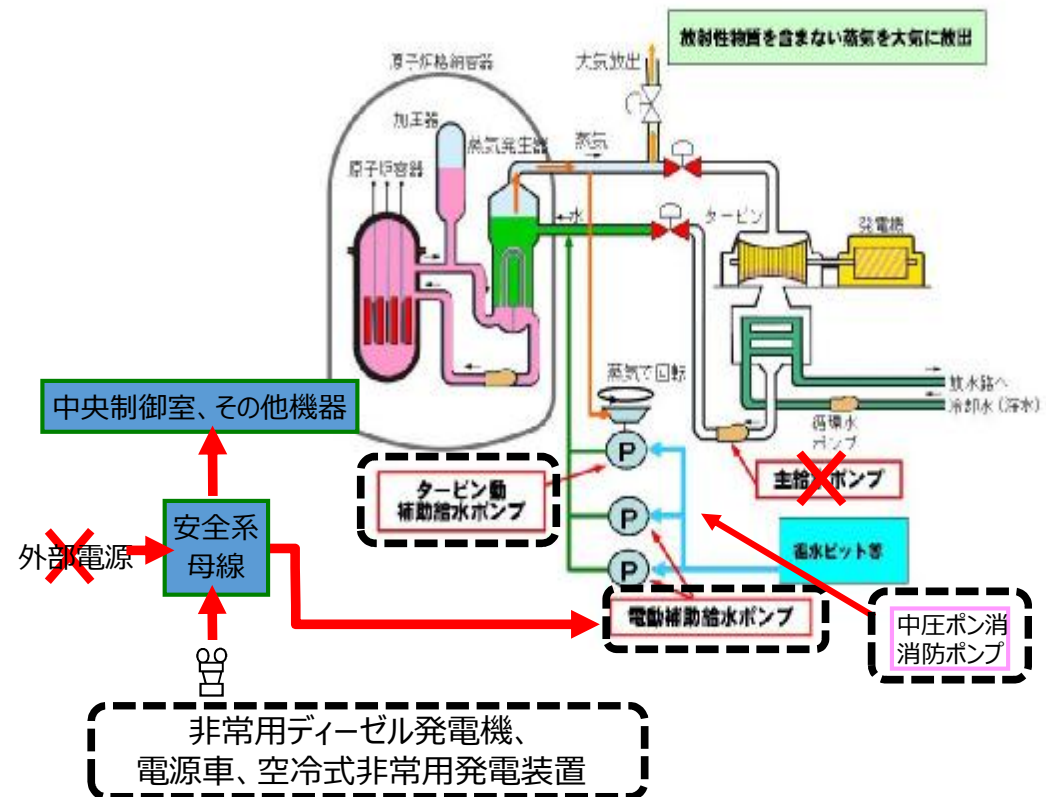 放射性物質を含まない蒸気を大気に放出
原子炉格納容器
大気放出
加圧器
蒸気発生器
蒸気
原子炉容器
水
タービン
発電機
蒸気で回転
放水路へ
冷却水（海水）
循環水
ポンプ
中央制御室、その他機器
タービン動
補助給水ポンプ
主給水ポンプ
外部電源
安全系
母線
電動補助給水ポンプ
P
P
P
中圧ポン消
消防ポンプ
非常用ディーゼル発電機、
電源車、空冷式非常用発電装置